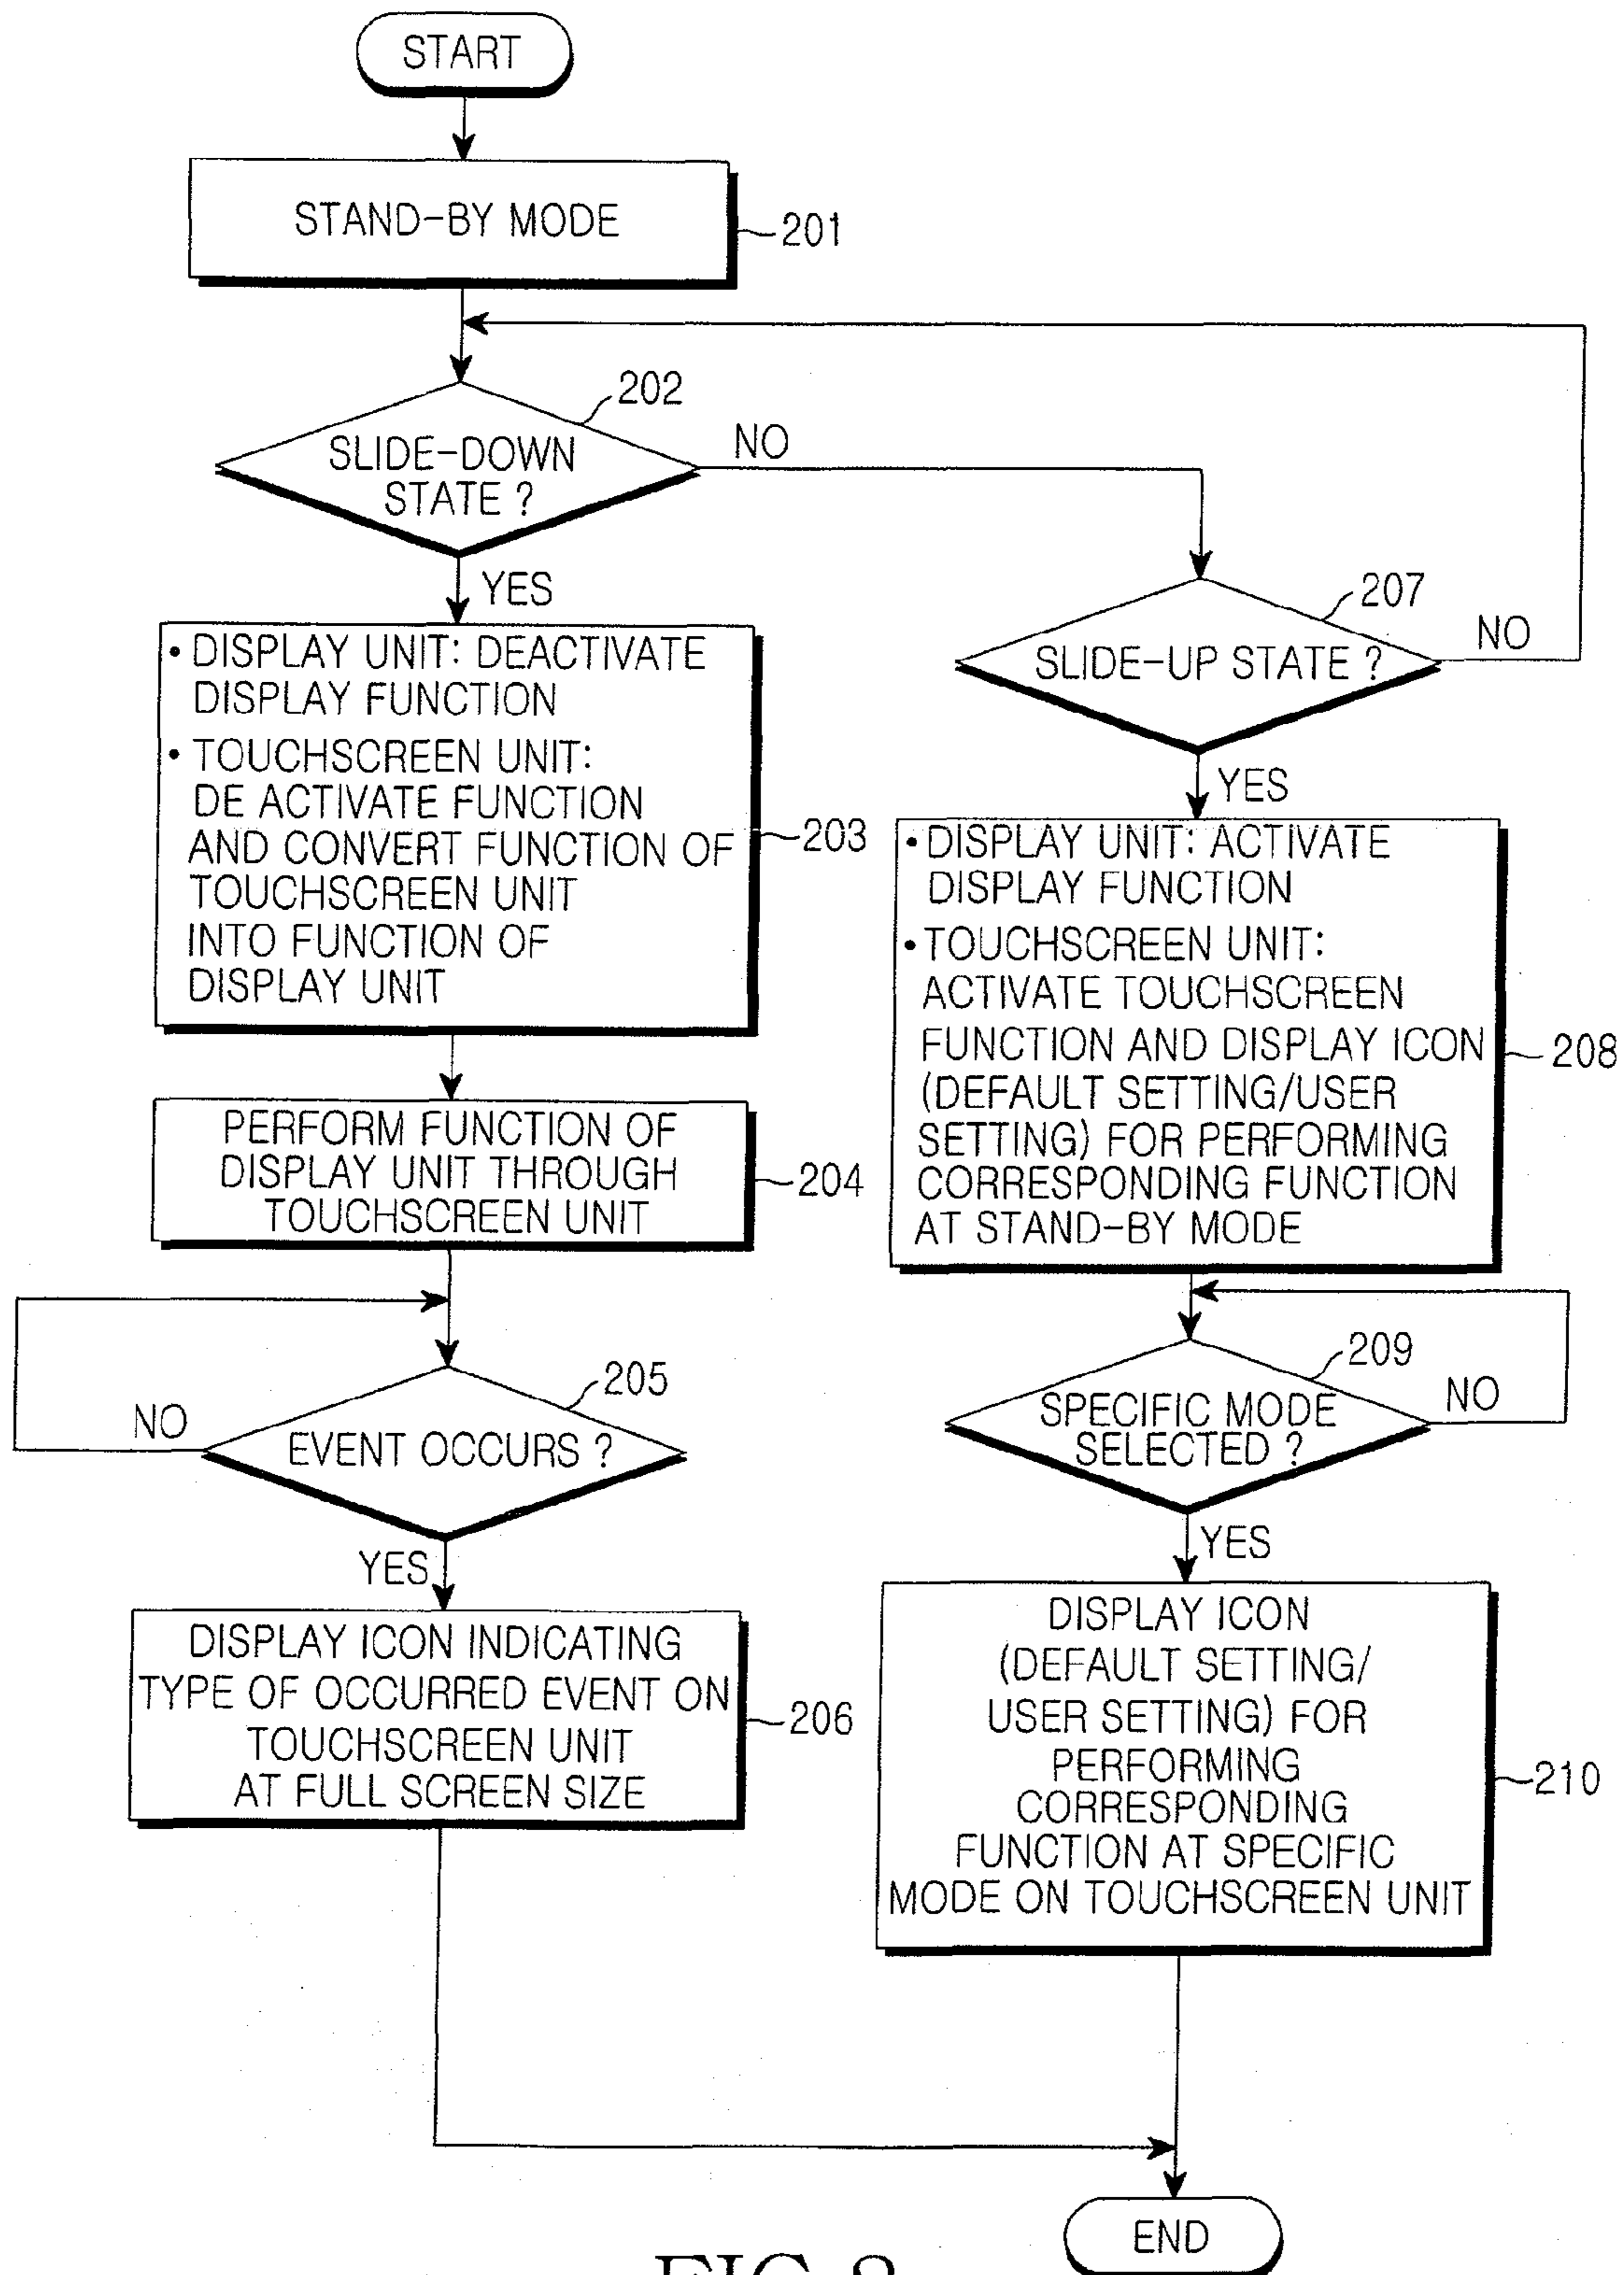 START
STAND-BY MODE
201
202
SLIDE-DOWN
STATE ?
NO
YES
• DISPLAY UNIT: DEACTIVATE
DISPLAY FUNCTION
• TOUCHSCREEN UNIT:
DE ACTIVATE FUNCTION
AND CONVERT FUNCTION OF
TOUCHSCREEN UNIT
INTO FUNCTION OF
DISPLAY UNIT
203
PERFORM FUNCTION OF
DISPLAY UNIT THROUGH
TOUCHSCREEN UNIT
204
205
NO
EVENT OCCURS ?
YES
DISPLAY ICON INDICATING
TYPE OF OCCURRED EVENT ON
TOUCHSCREEN UNIT
AT FULL SCREEN SIZE
206
207
NO
SLIDE-UP STATE ?
YES
• DISPLAY UNIT: ACTIVATE
DISPLAY FUNCTION
• TOUCHSCREEN UNIT:
ACTIVATE TOUCHSCREEN
FUNCTION AND DISPLAY ICON
(DEFAULT SETTING/USER
SETTING) FOR PERFORMING
CORRESPONDING FUNCTION
AT STAND-BY MODE
208
209
SPECIFIC MODE
SELECTED ?
NO
YES
DISPLAY ICON
(DEFAULT SETTING/
USER SETTING) FOR
PERFORMING
CORRESPONDING
FUNCTION AT SPECIFIC
MODE ON TOUCHSCREEN UNIT
210
END